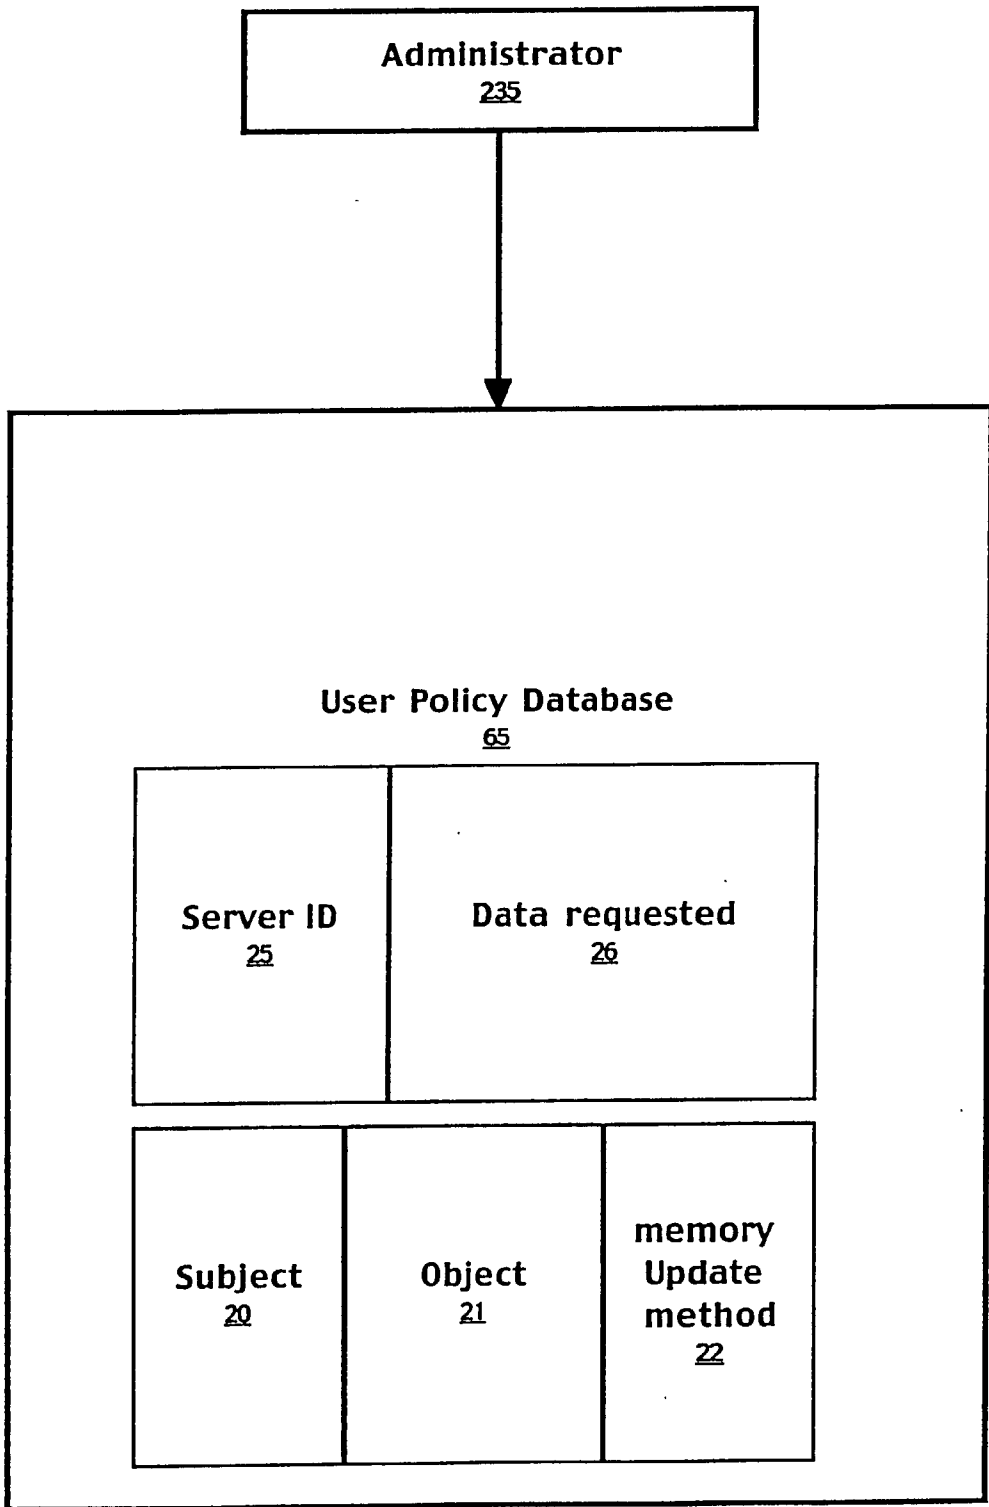 Administrator
235
User Policy Database
65
Server ID
25
Data requested
26
Subject
20
Object
21
memory
Update
method
22